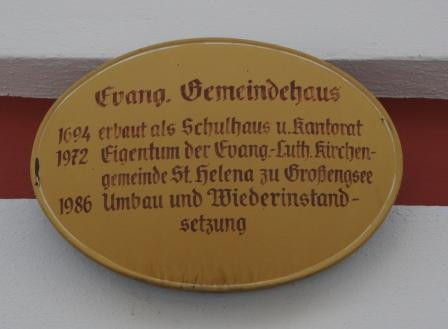 Evang. Gemeindehaus
1694 erbaut als Schulhaus u. Kantorat
1972 Eigentum der Evang.-Luth. Kirchen-
gemeinde St. Helena zu Großengsee
1986 Umbau und Wiederinstand-
setzung